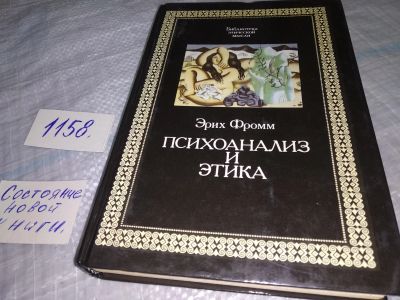 Библиотека
этической
мысли
Эрих Фромм
ПСИХОАНАЛИЗ
И
ЭТИКА
1158.
Состояние
новой
книги.